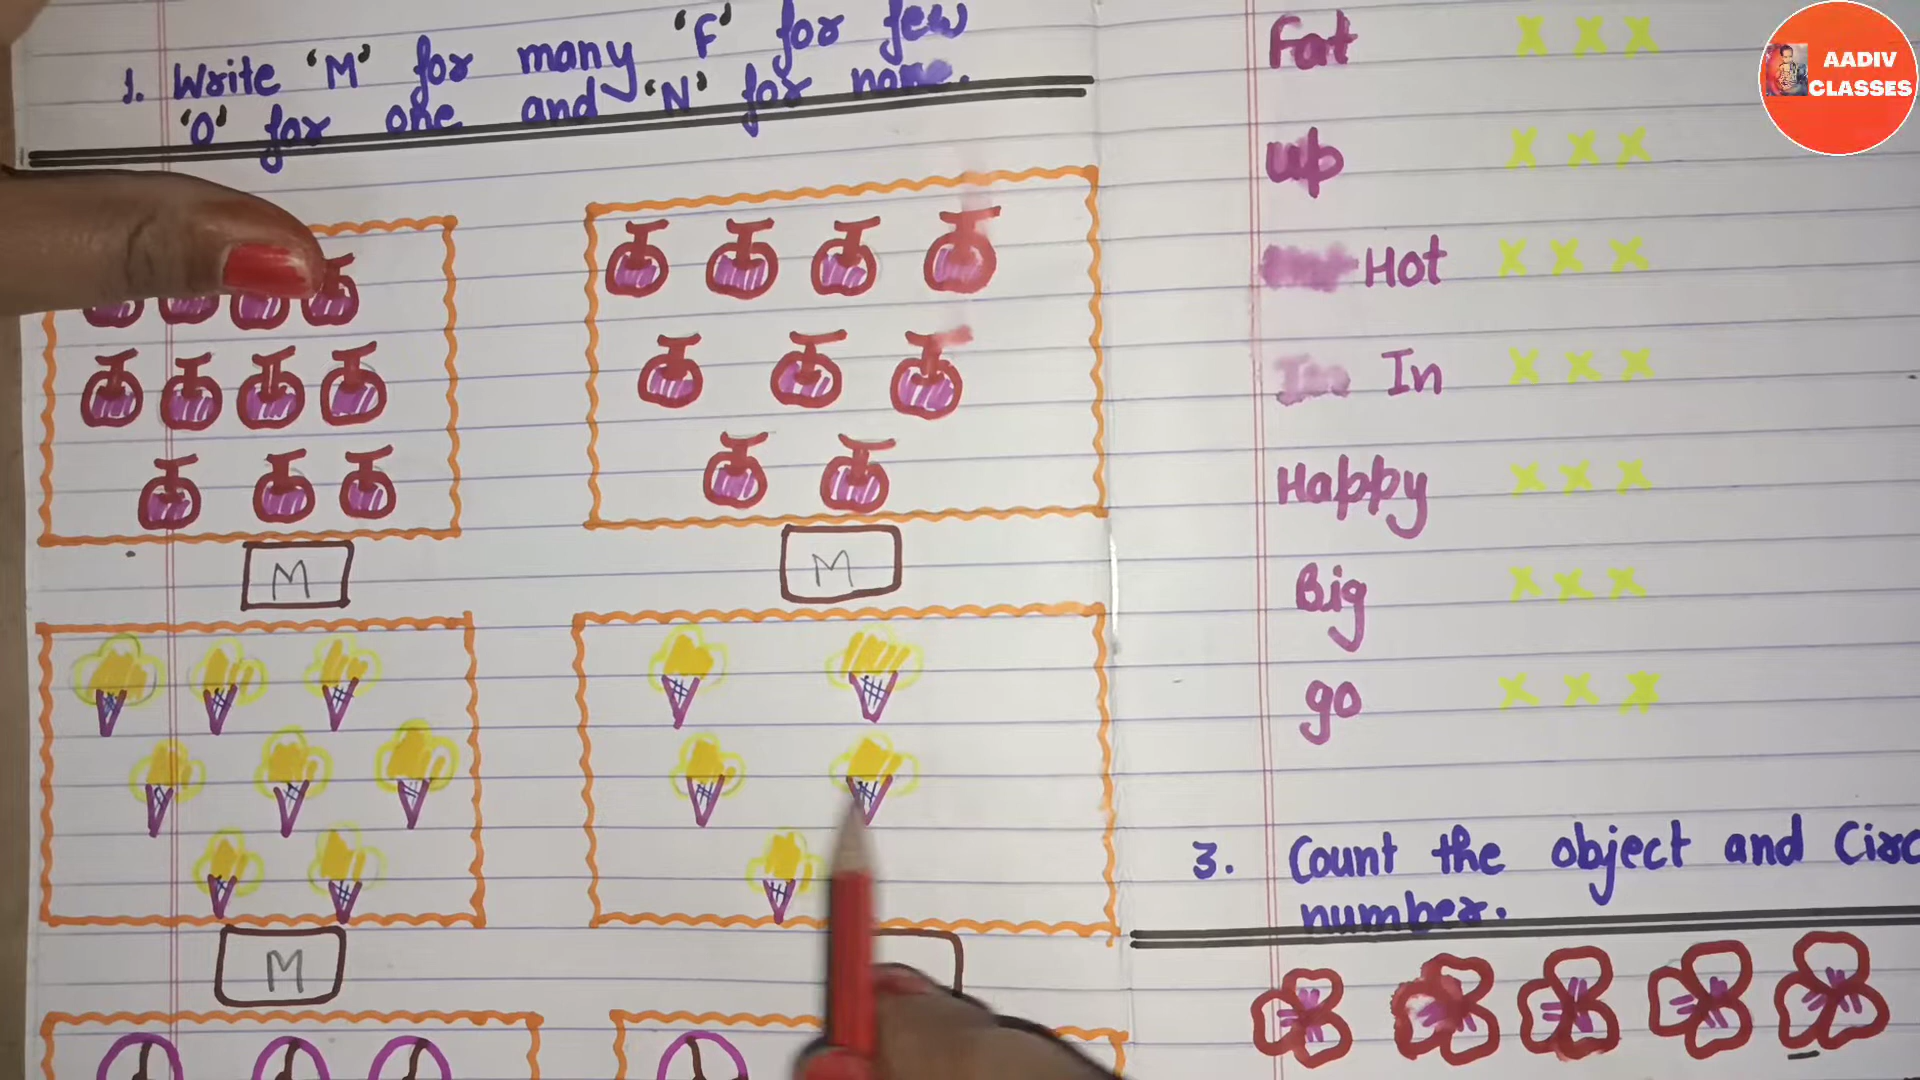 1. Write 'M' for many 'F' for few
'O' for one and 'N' for none.
M
M
M
Fat x x x
up x x x
Hot x x x
In x x x
Happy x x x
Big x x x
go x x x
3. Count the object and Circ
number.
AADIV
CLASSES